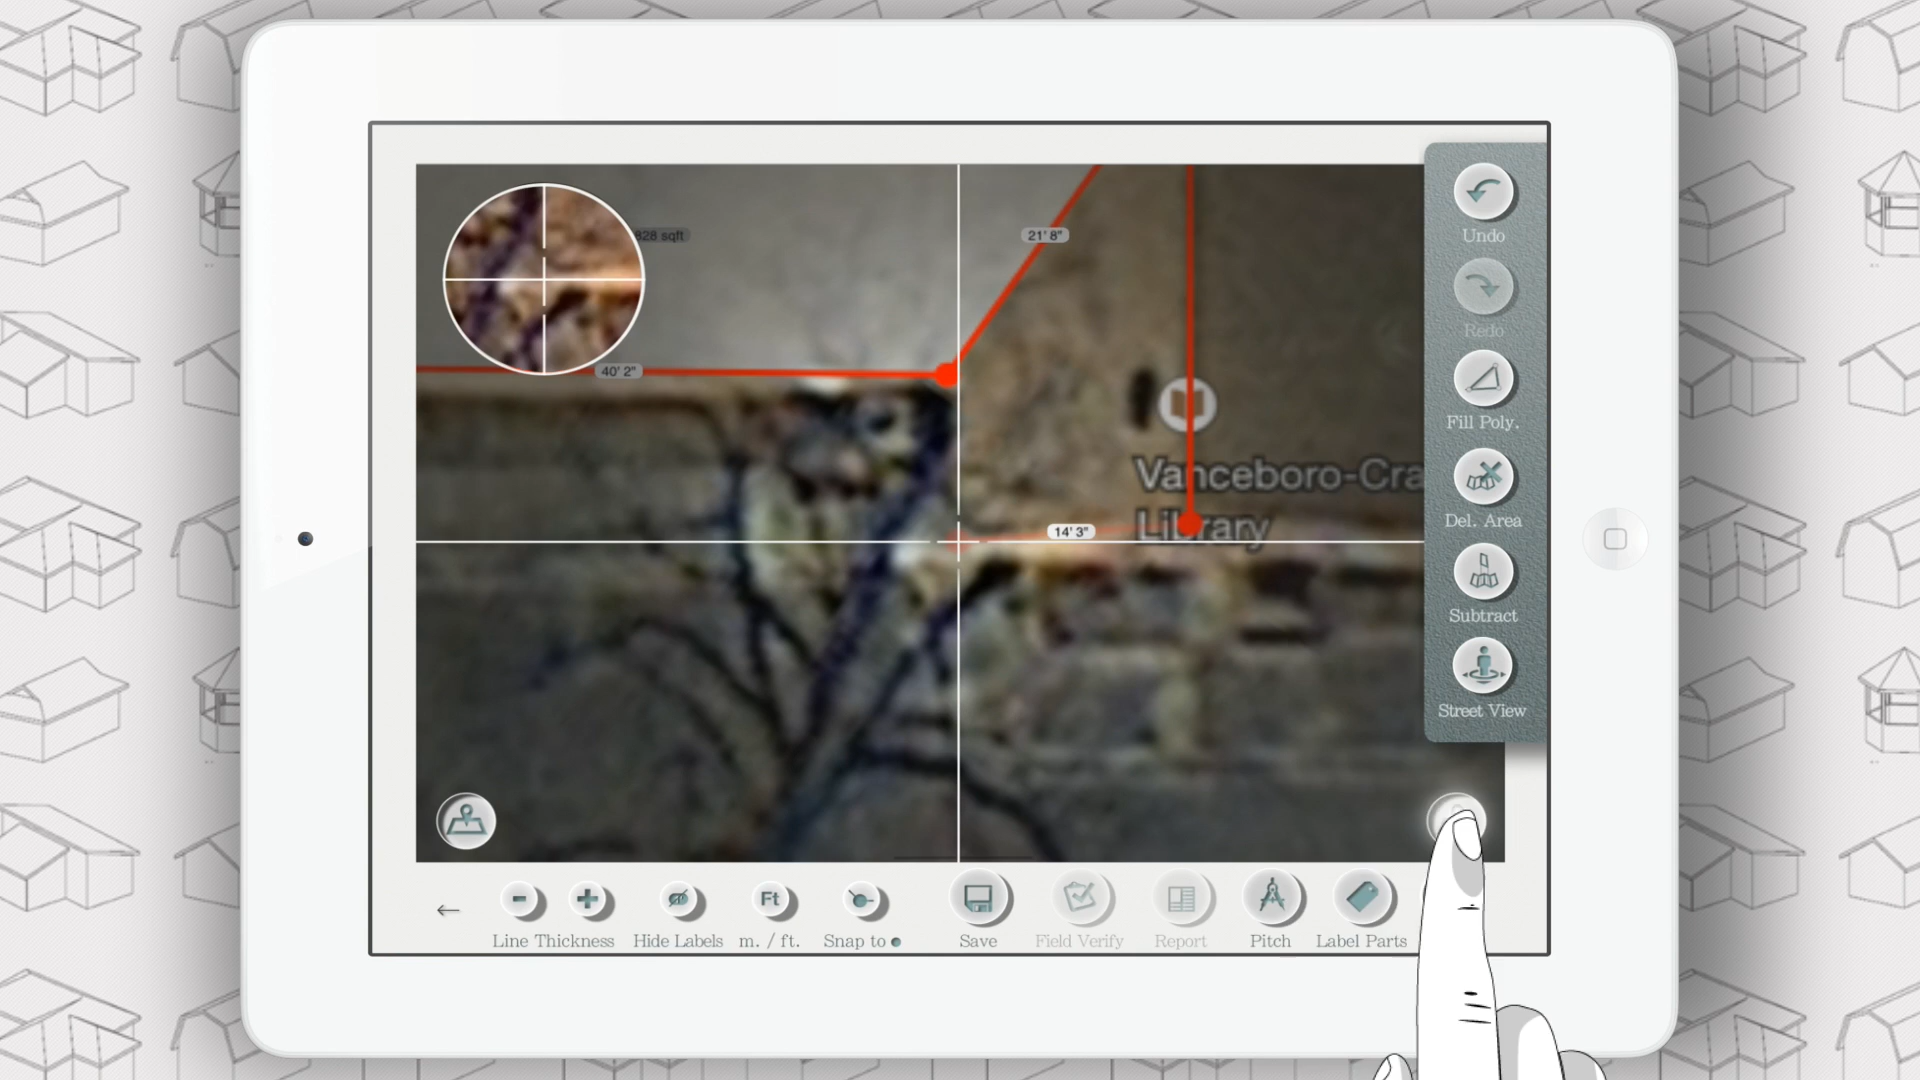 828 sqft
21' 8"
40' 2"
Vanceboro-Cra
Library
14' 3"
Undo
Redo
Fill Poly.
Del. Area
Subtract
Street View
Ft
Line Thickness
Hide Labels
m. / ft.
Snap to
Save
Field Verify
Report
Pitch
Label Parts